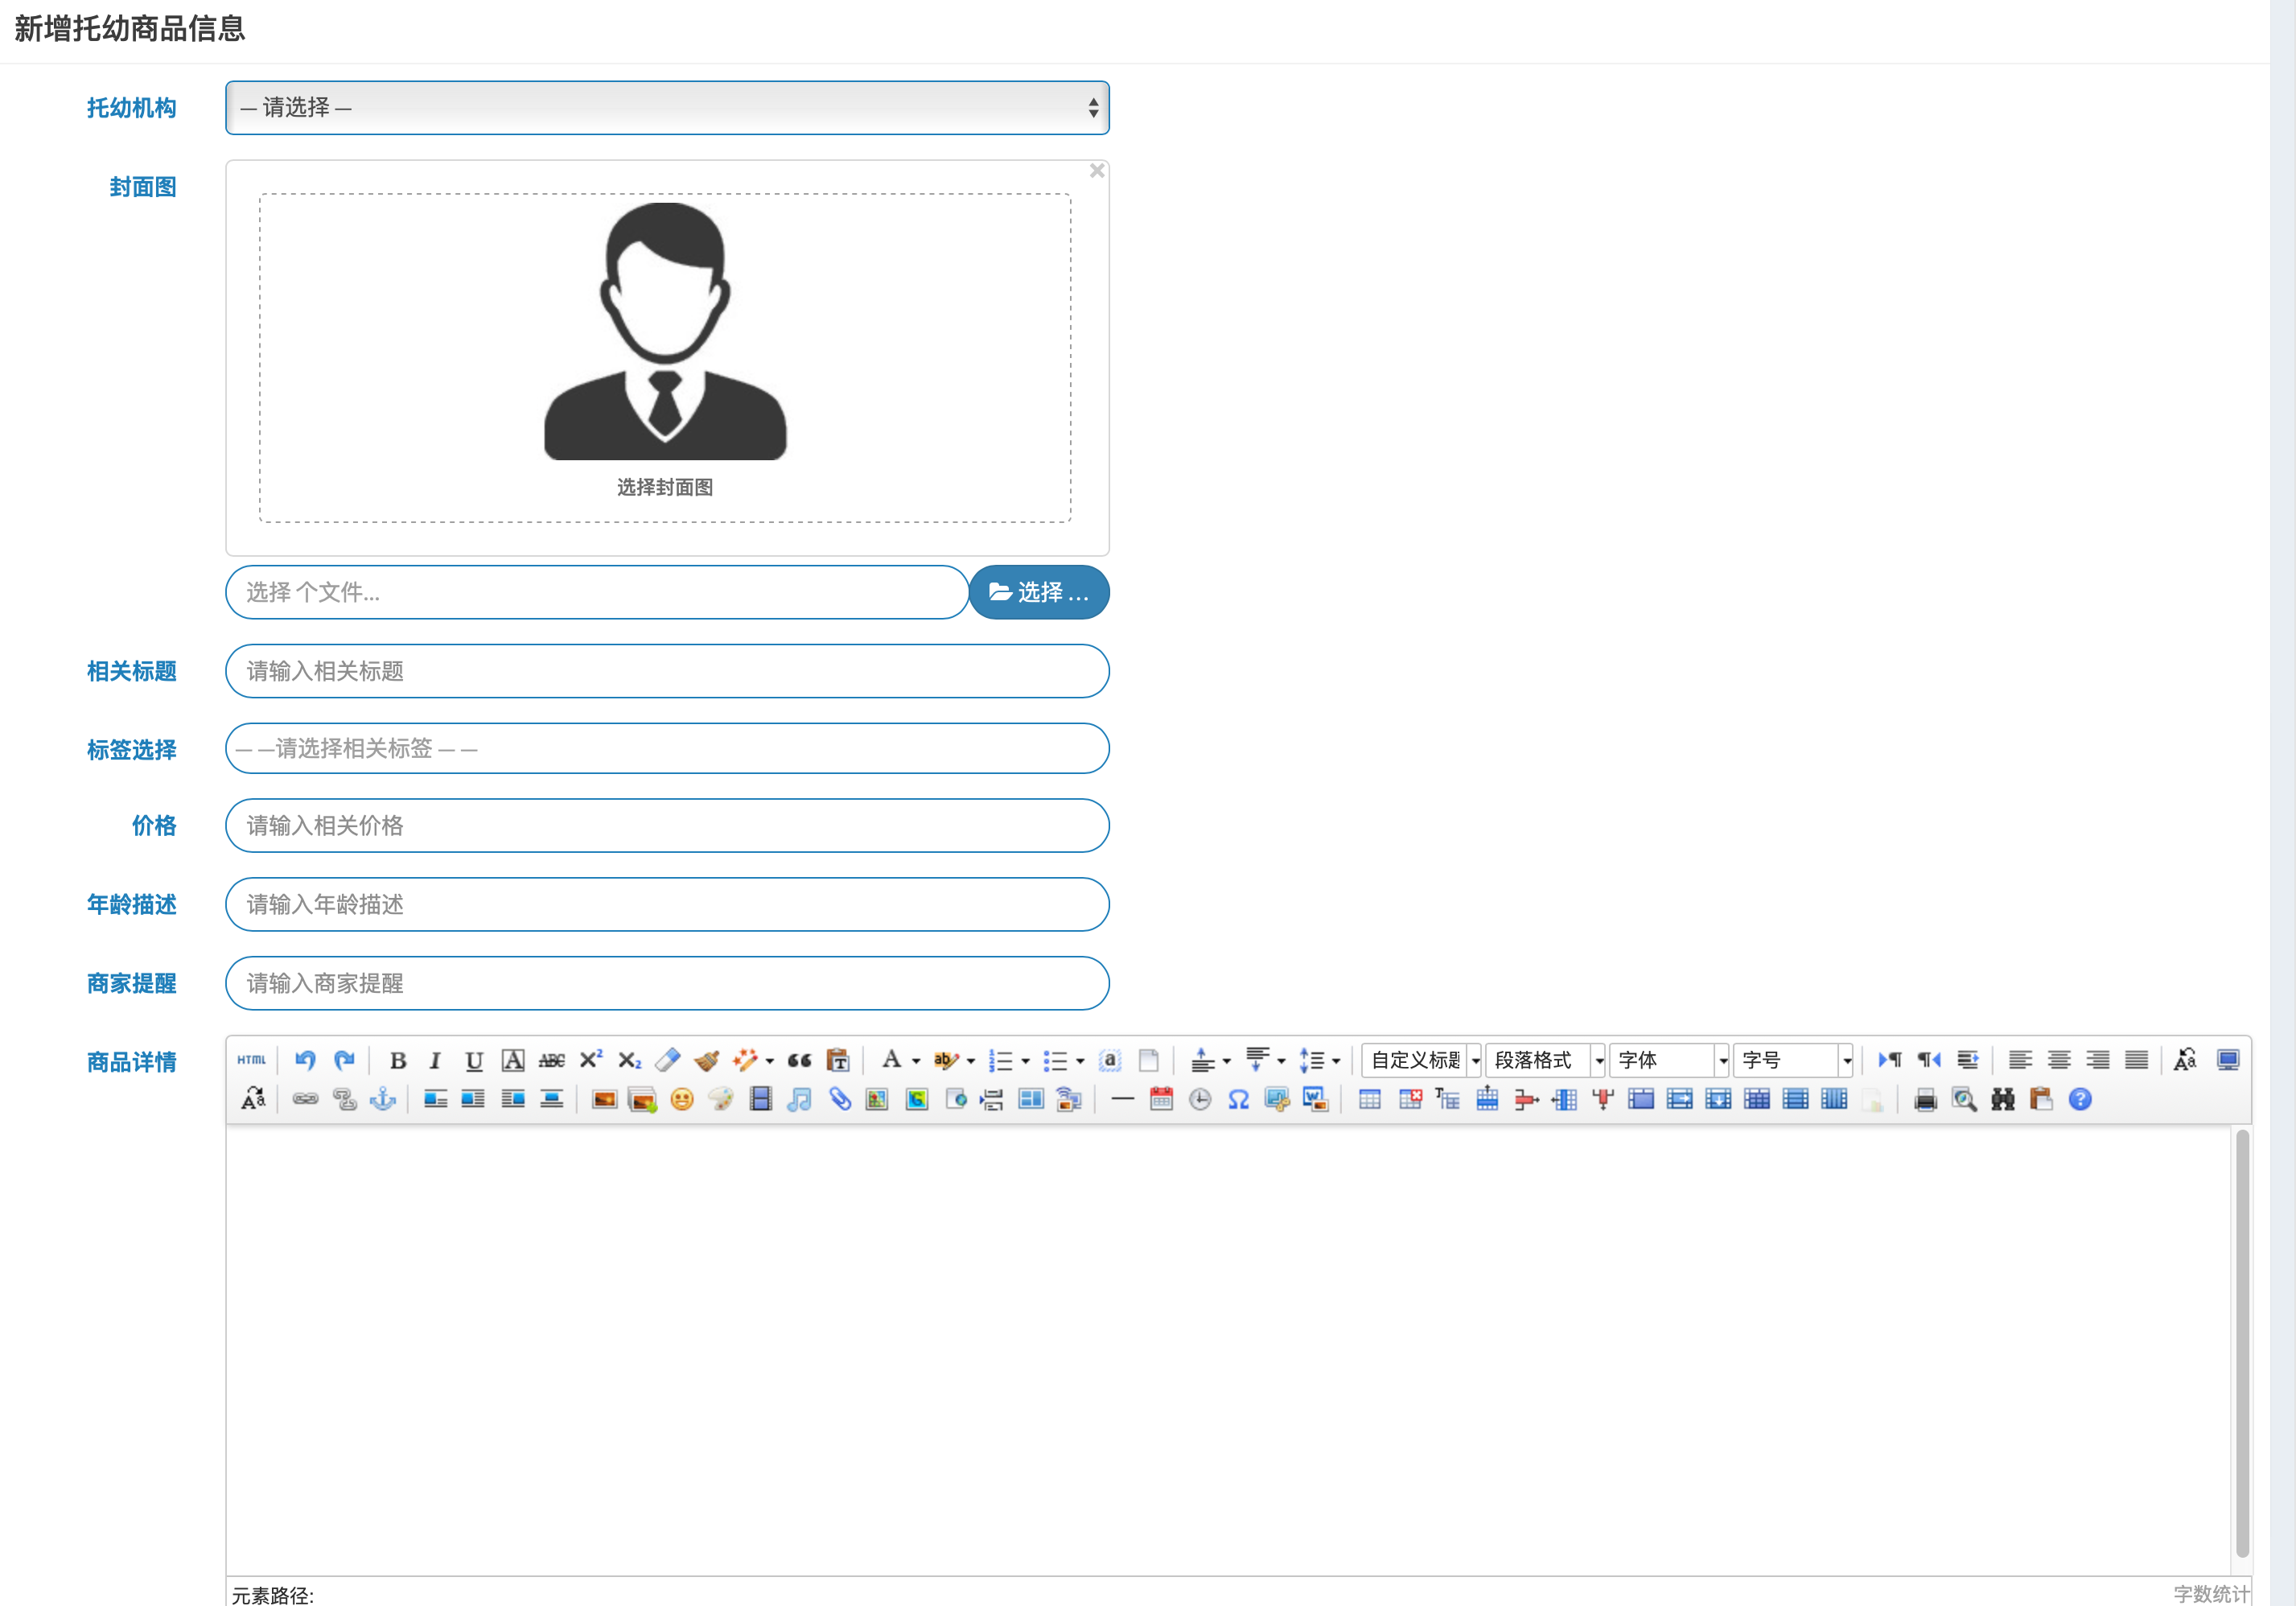 新增托幼商品信息
托幼机构
— 请选择 —
封面图
选择封面图
选择 个文件...
选择 ...
相关标题
请输入相关标题
标签选择
— —请选择相关标签 — —
价格
请输入相关价格
年龄描述
请输入年龄描述
商家提醒
请输入商家提醒
商品详情
HTML B I U A ABC X² X₂ 自定义标题 段落格式 字体 字号
元素路径:
字数统计